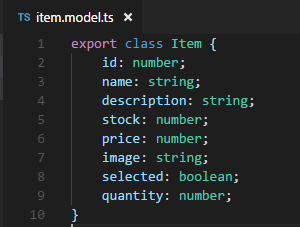 TS item.model.ts ×
1 export class Item {
2 id: number;
3 name: string;
4 description: string;
5 stock: number;
6 price: number;
7 image: string;
8 selected: boolean;
9 quantity: number;
10 }